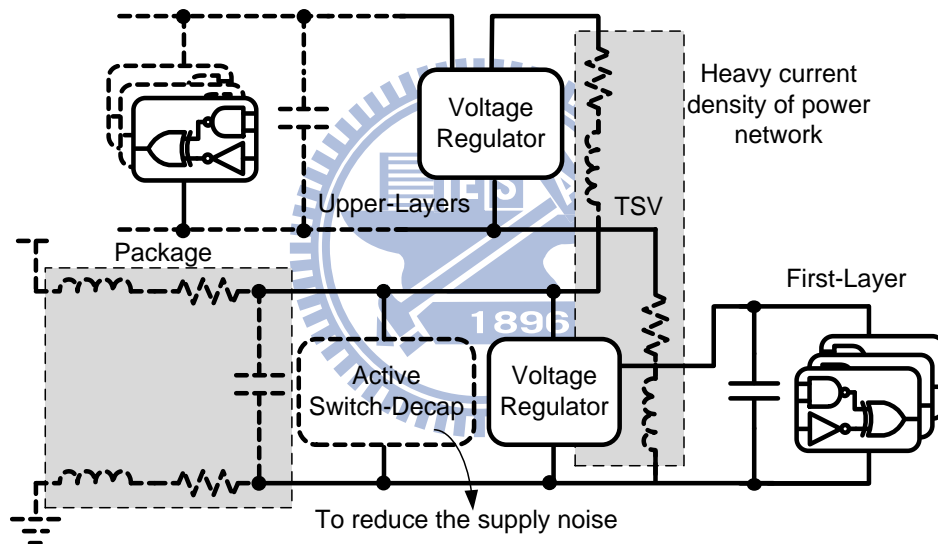 Voltage
Regulator
Heavy current
density of power
network
Upper-Layers
TSV
Package
First-Layer
1896
Active
Switch-Decap
Voltage
Regulator
To reduce the supply noise